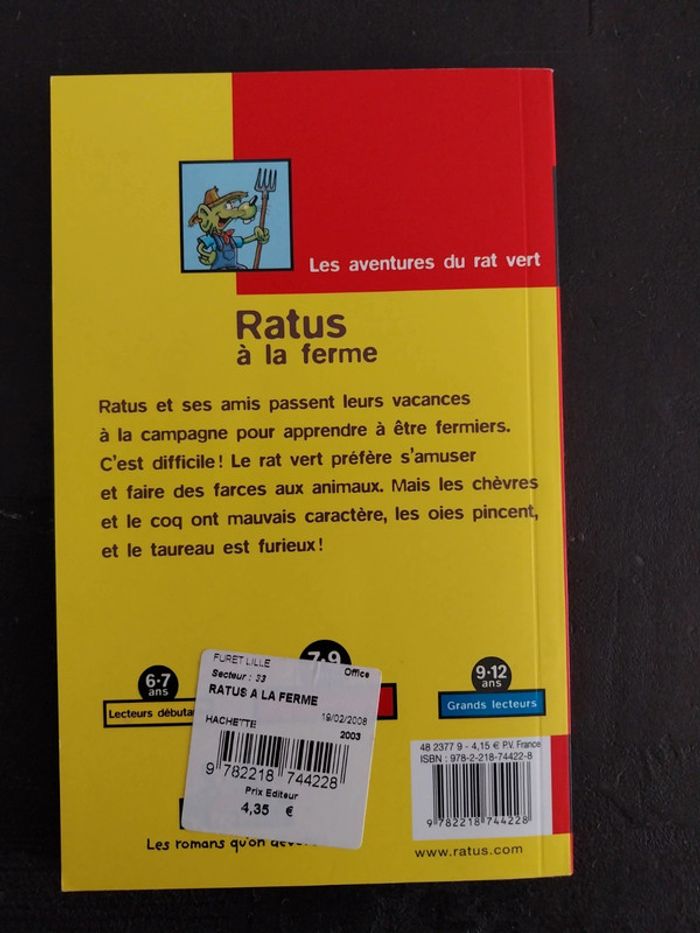 Les aventures du rat vert
Ratus
à la ferme
Ratus et ses amis passent leurs vacances
à la campagne pour apprendre à être fermiers.
C'est difficile! Le rat vert préfère s'amuser
et faire des farces aux animaux. Mais les chèvres
et le coq ont mauvais caractère, les oies pincent,
et le taureau est furieux!
6-7
ans
Lecteurs
7-9
9-12
ans
Grands lecteurs
FURET LILLE
Office
Secteur : 33
RATUS A LA FERME
19/02/2008
HACHETTE
2003
9 782218 744228
Prix Editeur
4,35 €
48 2377 9 - 4,15 € P.V. France
ISBN : 978-2-218-74422-8
9 782218 744228
Les romans qu'on
www.ratus.com